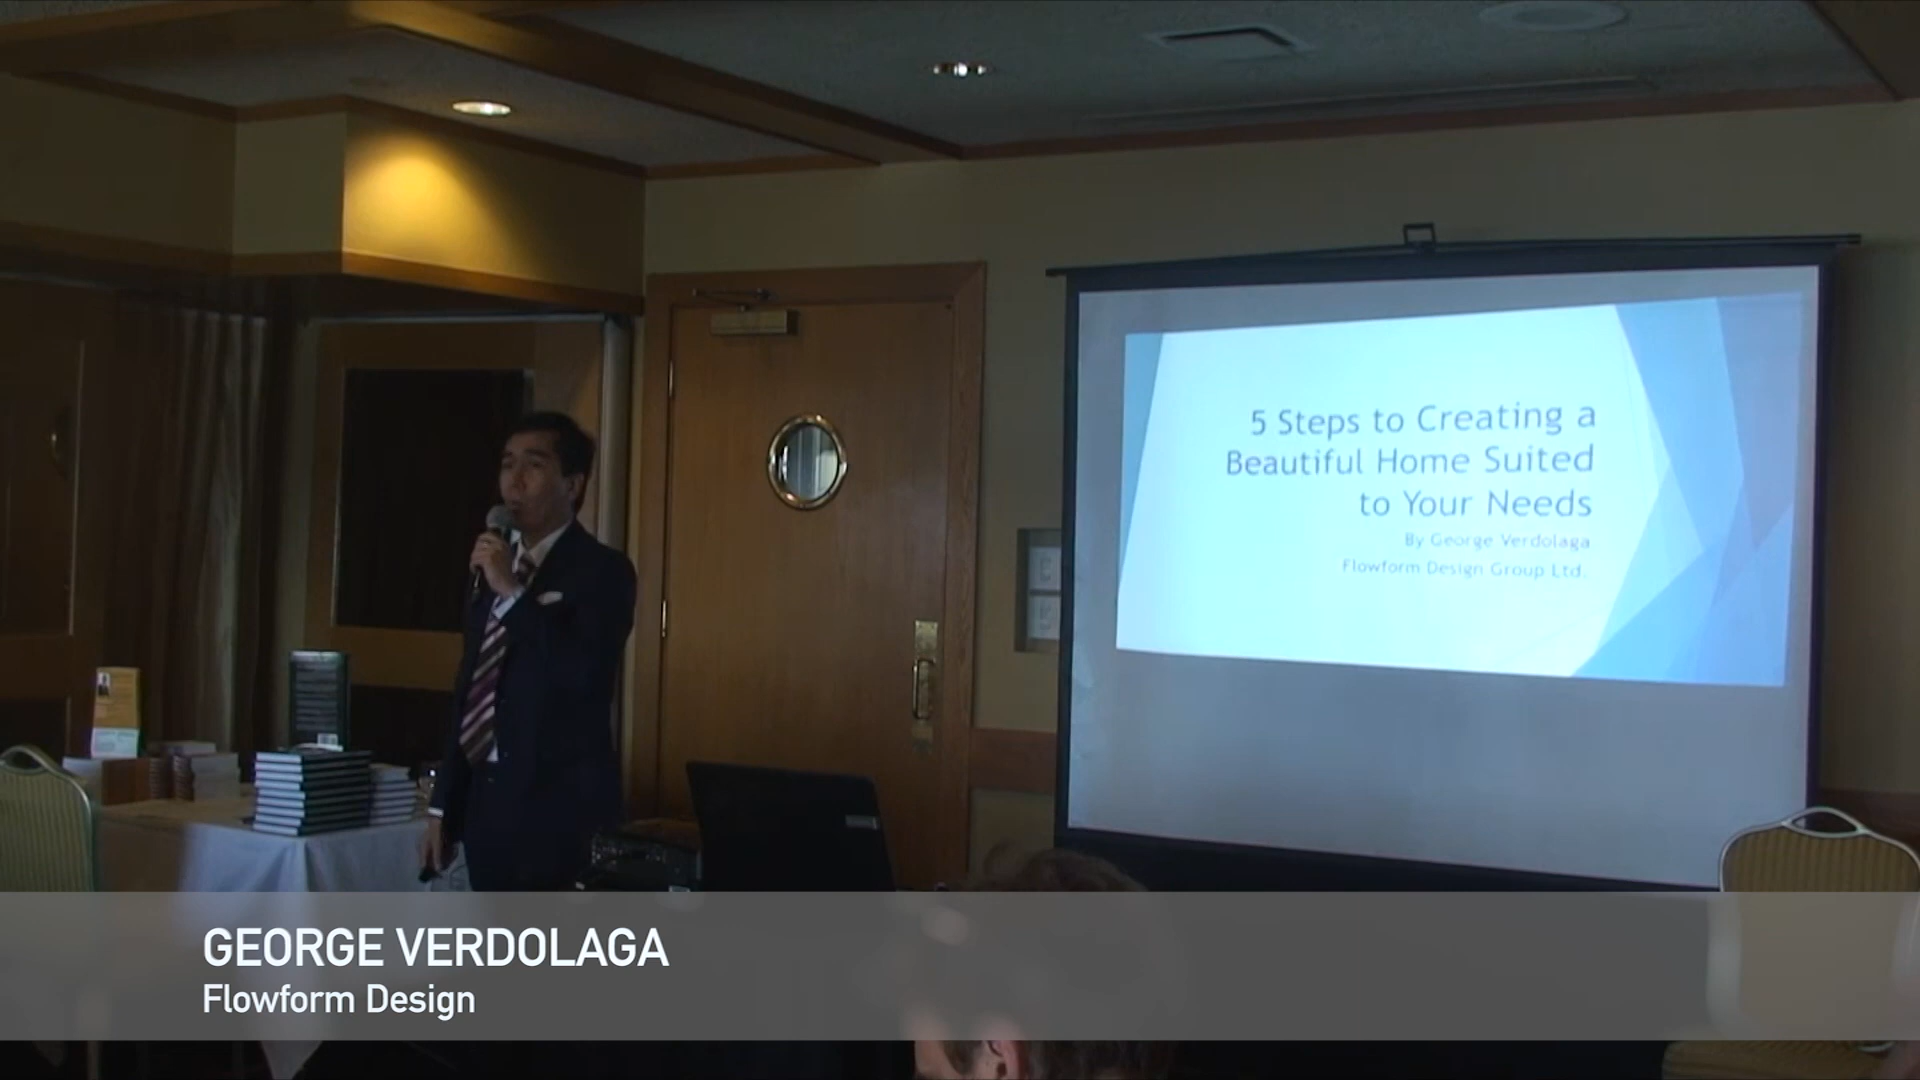 5 Steps to Creating a
Beautiful Home Suited
to Your Needs
By George Verdolaga
Flowform Design Group Ltd.
GEORGE VERDOLAGA
Flowform Design